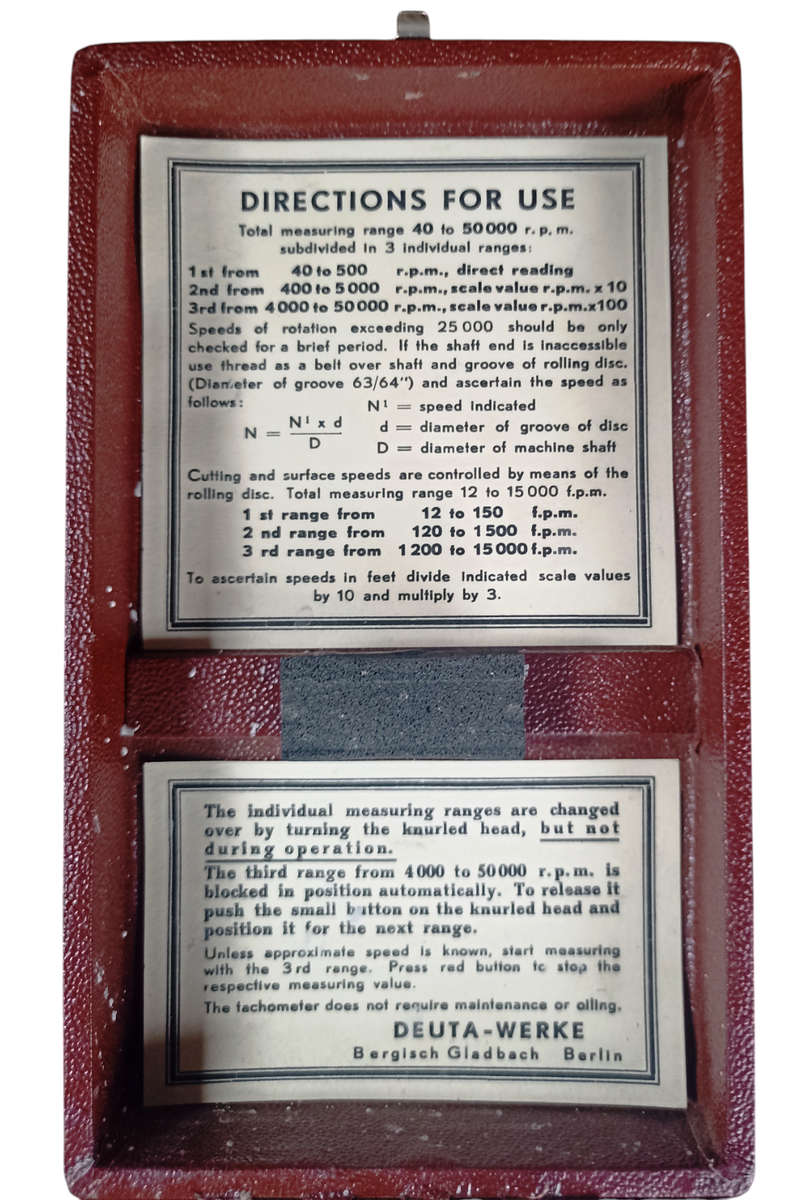 DIRECTIONS FOR USE
Total measuring range 40 to 50000 r. p. m.
subdivided in 3 individual ranges:
1 st from 40 to 500 r.p.m., direct reading
2nd from 400 to 5000 r.p.m., scale value r.p.m. x 10
3rd from 4000 to 50000 r.p.m., scale value r.p.m.x100
Speeds of rotation exceeding 25000 should be only
checked for a brief period. If the shaft end is inaccessible
use thread as a belt over shaft and groove of rolling disc.
(Diameter of groove 63/64") and ascertain the speed as
follows: N¹ = speed indicated
N = N¹ x d / D
d = diameter of groove of disc
D = diameter of machine shaft
Cutting and surface speeds are controlled by means of the
rolling disc. Total measuring range 12 to 15000 f.p.m.
1 st range from 12 to 150 f.p.m.
2 nd range from 120 to 1500 f.p.m.
3 rd range from 1200 to 15000 f.p.m.
To ascertain speeds in feet divide indicated scale values
by 10 and multiply by 3.
The individual measuring ranges are changed
over by turning the knurled head, but not
during operation.
The third range from 4000 to 50000 r. p. m. is
blocked in position automatically. To release it
push the small button on the knurled head and
position it for the next range.
Unless approximate speed is known, start measuring
with the 3rd range. Press red button to stop the
respective measuring value.
The tachometer does not require maintenance or oiling.
DEUTA-WERKE
Bergisch Gladbach Berlin